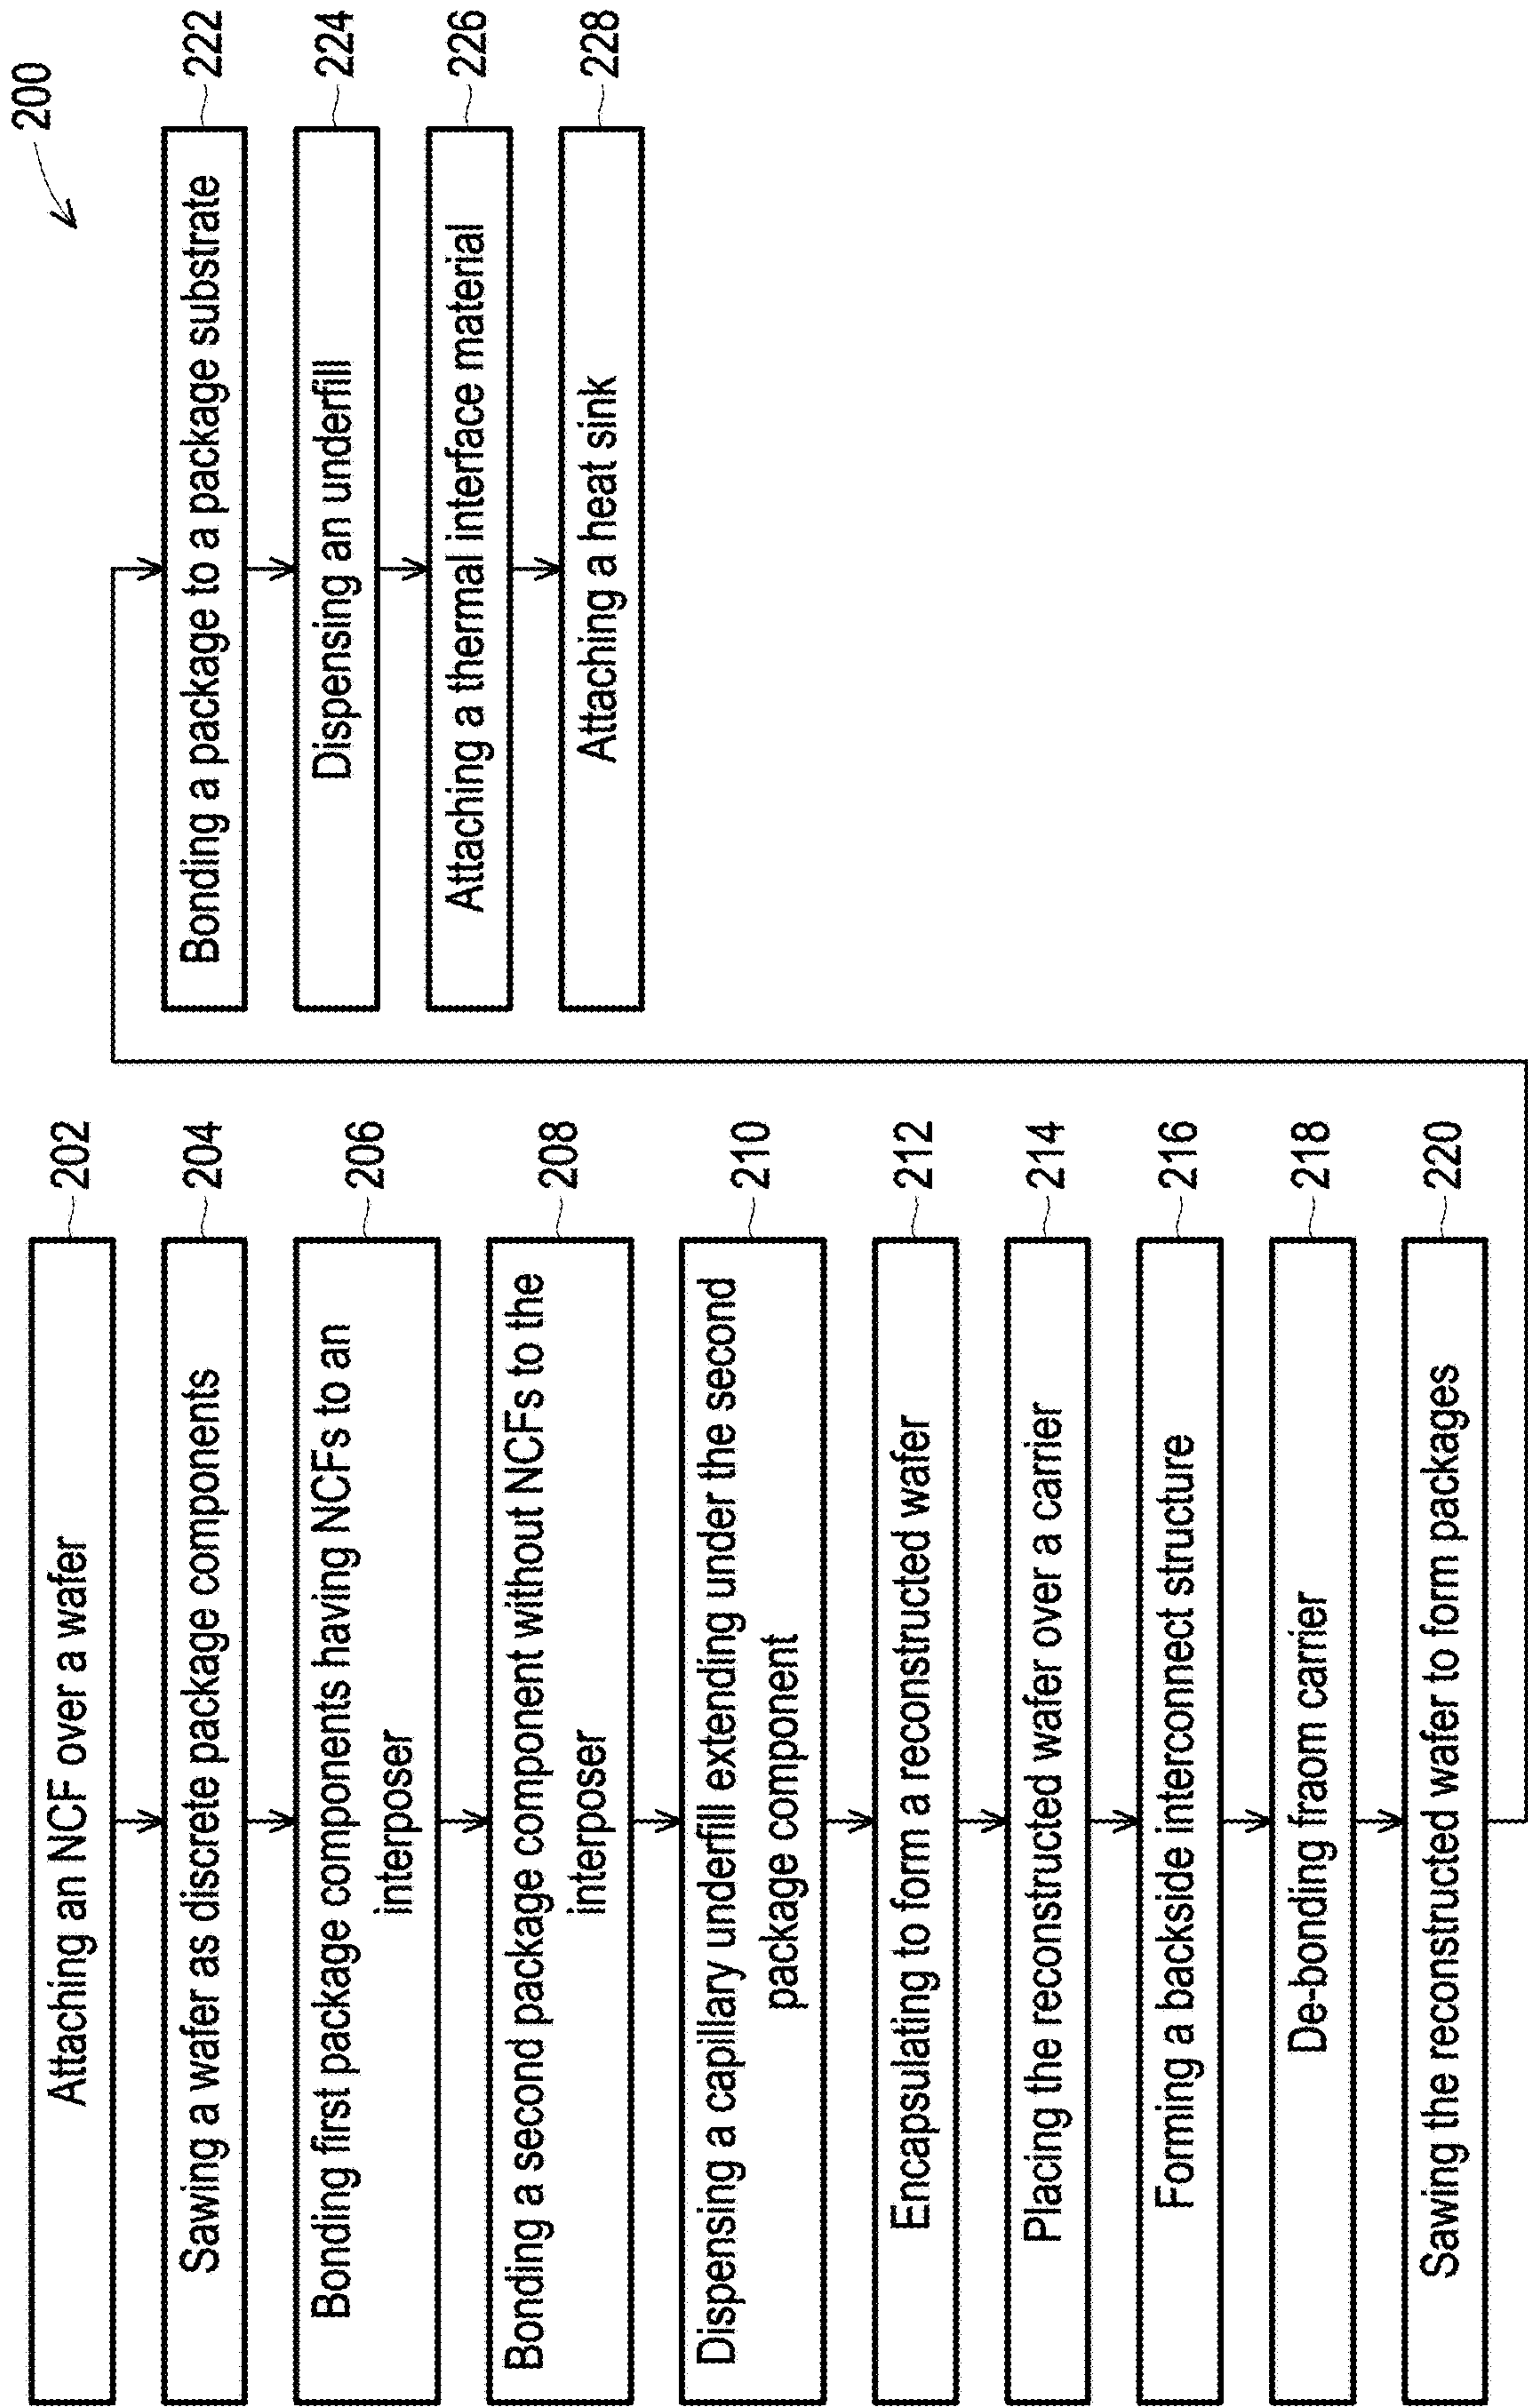 200
Attaching an NCF over a wafer
202
Sawing a wafer as discrete package components
204
Bonding first package components having NCFs to an
interposer
206
Bonding a second package component without NCFs to the
interposer
208
Dispensing a capillary underfill extending under the second
package component
210
Encapsulating to form a reconstructed wafer
212
Placing the reconstructed wafer over a carrier
214
Forming a backside interconnect structure
216
De-bonding fraom carrier
218
Sawing the reconstructed wafer to form packages
220
Bonding a package to a package substrate
222
Dispensing an underfill
224
Attaching a thermal interface material
226
Attaching a heat sink
228